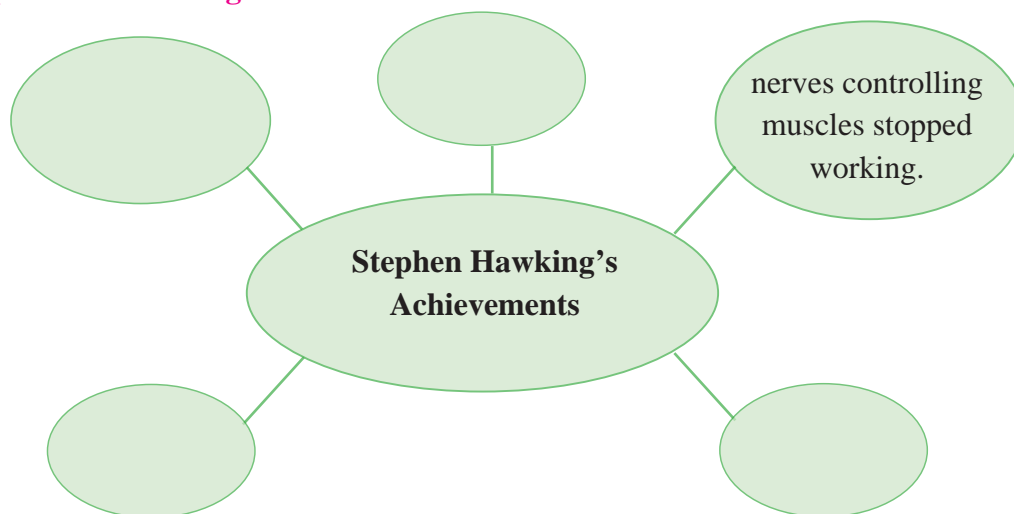 nerves controlling
muscles stopped
working.
Stephen Hawking's
Achievements